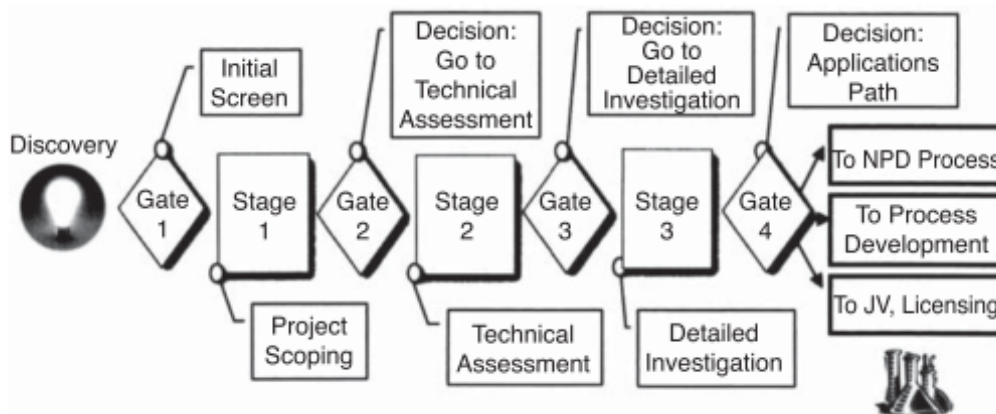 Initial
Screen
Decision:
Go to
Technical
Assessment
Decision:
Go to
Detailed
Investigation
Decision:
Applications
Path
Discovery
Gate
1
Stage
1
Gate
2
Stage
2
Gate
3
Stage
3
Gate
4
To NPD Process
To Process
Development
To JV, Licensing
Project
Scoping
Technical
Assessment
Detailed
Investigation